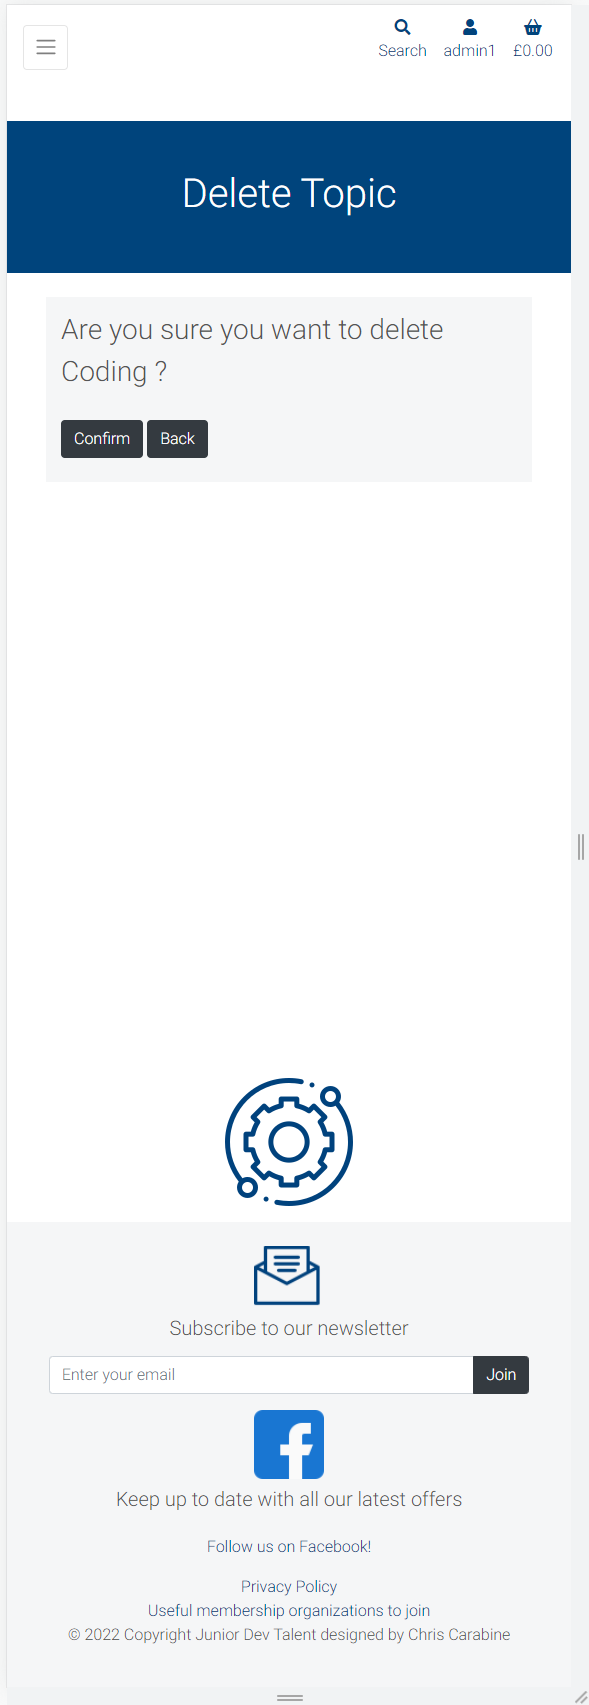 Search admin1 £0.00
Delete Topic
Are you sure you want to delete
Coding ?
Confirm Back
Subscribe to our newsletter
Enter your email Join
Keep up to date with all our latest offers
Follow us on Facebook!
Privacy Policy
Useful membership organizations to join
© 2022 Copyright Junior Dev Talent designed by Chris Carabine